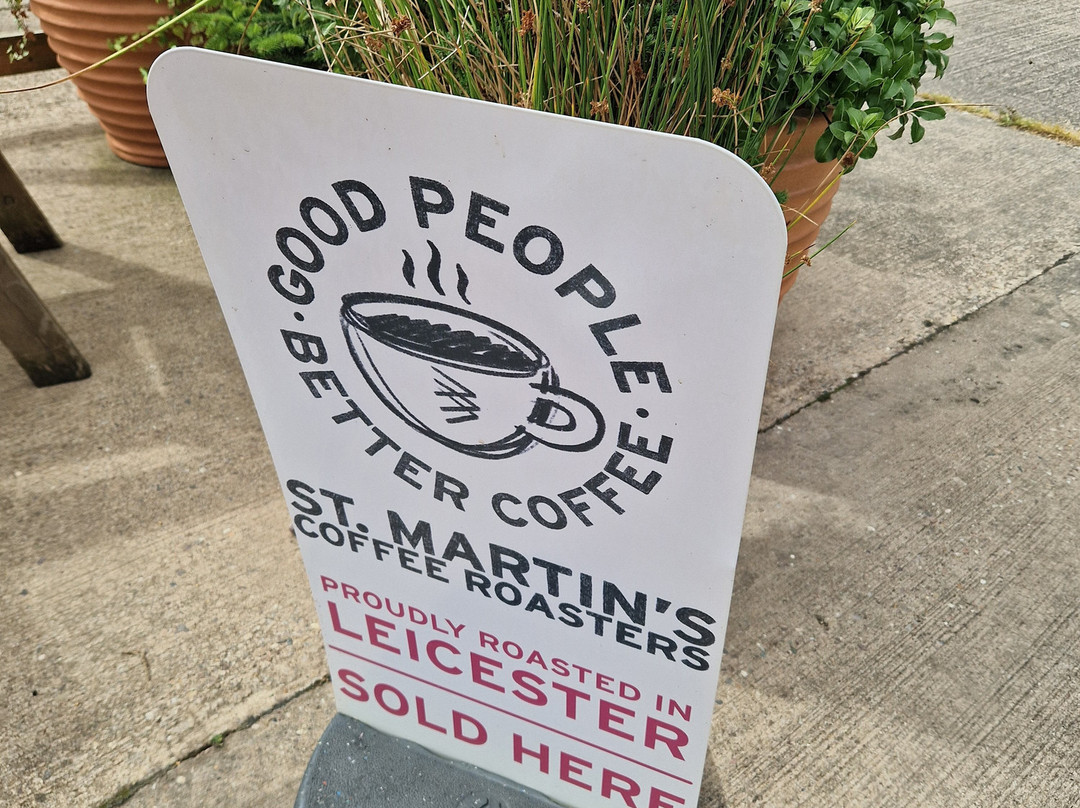 GOOD PEOPLE · BETTER COFFEE ·
ST. MARTIN'S
COFFEE ROASTERS
PROUDLY ROASTED IN
LEICESTER
SOLD HERE